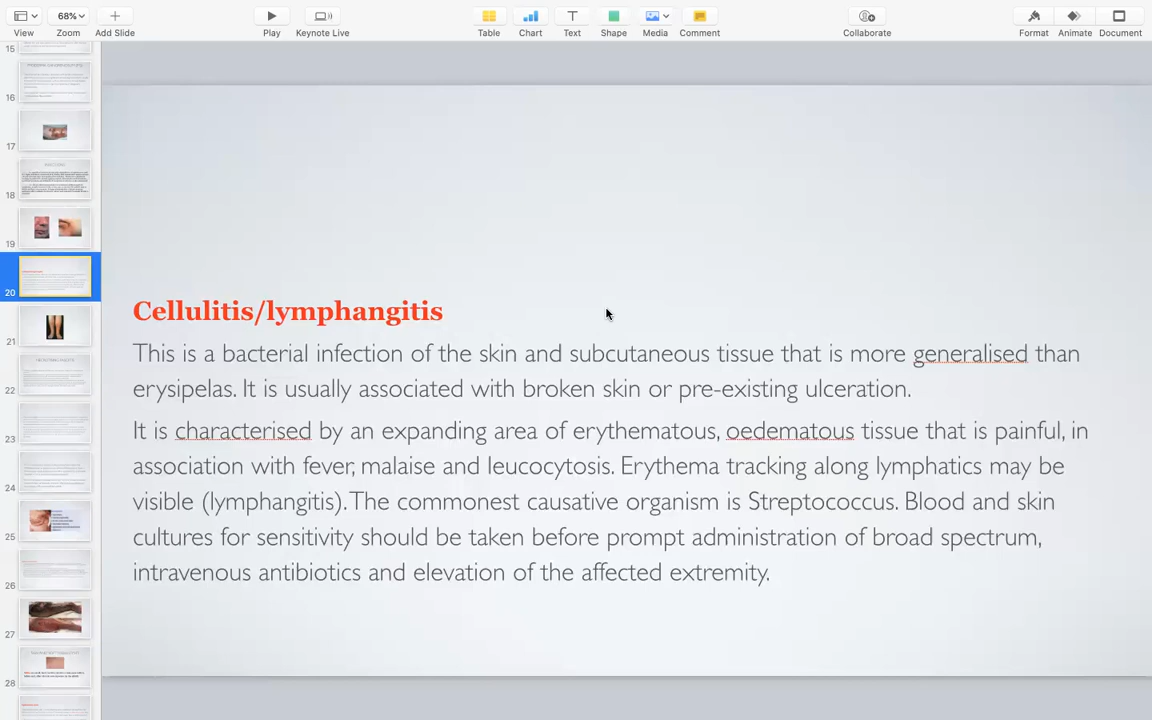 68%
View
Zoom
Add Slide
Play
Keynote Live
Table
Chart
Text
Shape
Media
Comment
Collaborate
Format
Animate
Document
15
16
17
18
19
20
21
22
23
24
25
26
27
28
Cellulitis/lymphangitis
This is a bacterial infection of the skin and subcutaneous tissue that is more generalised than
erysipelas. It is usually associated with broken skin or pre-existing ulceration.
It is characterised by an expanding area of erythematous, oedematous tissue that is painful, in
association with fever, malaise and leucocytosis. Erythema tracking along lymphatics may be
visible (lymphangitis). The commonest causative organism is Streptococcus. Blood and skin
cultures for sensitivity should be taken before prompt administration of broad spectrum,
intravenous antibiotics and elevation of the affected extremity.